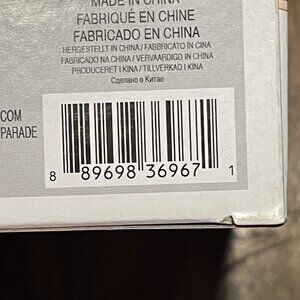 MADE IN CHINA
FABRIQUÉ EN CHINE
FABRICADO EN CHINA
HERGESTELLT IN CHINA / FABBRICATO IN CINA
FABRICADO NA CHINA / VERVAARDIGD IN CHINA
PRODUCERET I KINA / TILLVERKAD I KINA
Сделано в Китае
COM
PARADE
8 89698 36967 1